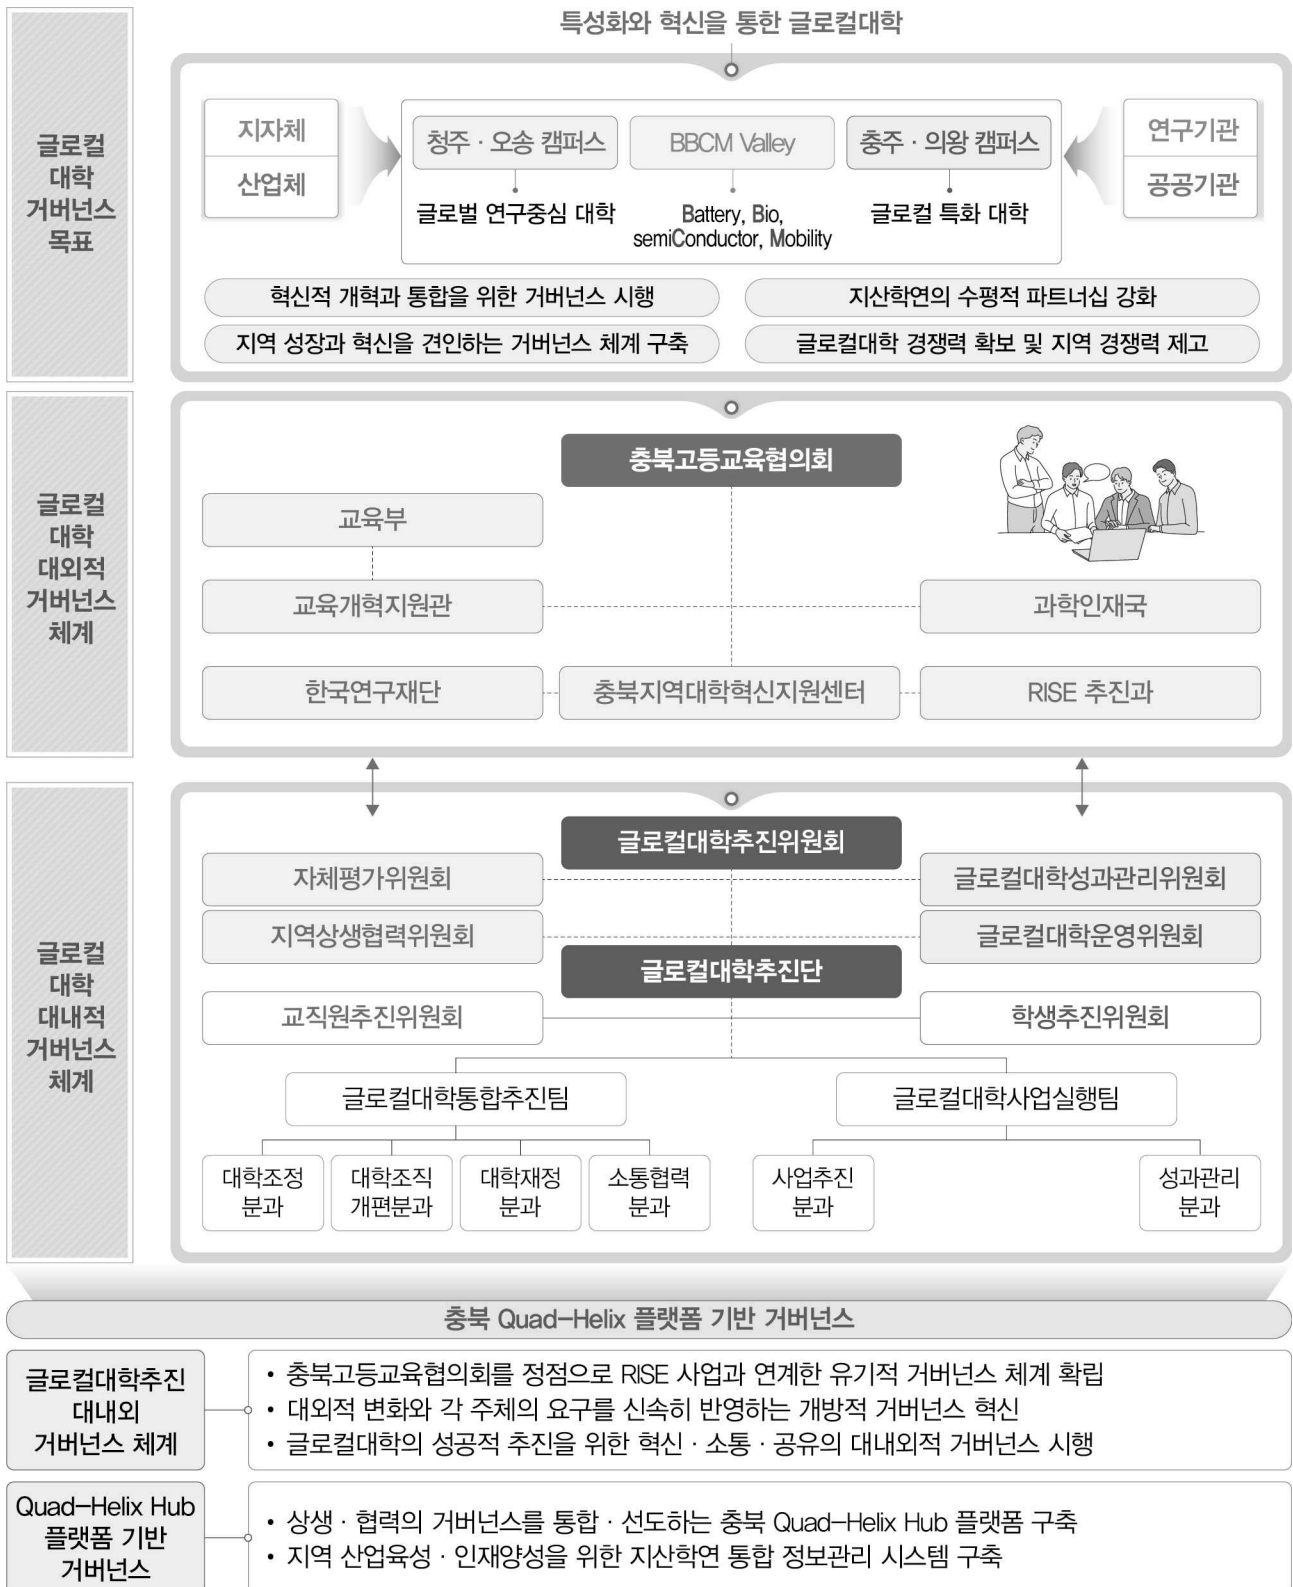 특성화와 혁신을 통한 글로컬대학
글로컬
대학
거버넌스
목표
지자체
산업체
청주 · 오송 캠퍼스
글로벌 연구중심 대학
BBCM Valley
Battery, Bio,
semiConductor, Mobility
충주 · 의왕 캠퍼스
글로컬 특화 대학
연구기관
공공기관
혁신적 개혁과 통합을 위한 거버넌스 시행
지산학연의 수평적 파트너십 강화
지역 성장과 혁신을 견인하는 거버넌스 체계 구축
글로컬대학 경쟁력 확보 및 지역 경쟁력 제고
글로컬
대학
대외적
거버넌스
체계
충북고등교육협의회
교육부
교육개혁지원관
과학인재국
한국연구재단
충북지역대학혁신지원센터
RISE 추진과
글로컬
대학
대내적
거버넌스
체계
글로컬대학추진위원회
자체평가위원회
글로컬대학성과관리위원회
지역상생협력위원회
글로컬대학운영위원회
글로컬대학추진단
교직원추진위원회
학생추진위원회
글로컬대학통합추진팀
글로컬대학사업실행팀
대학조정
분과
대학조직
개편분과
대학재정
분과
소통협력
분과
사업추진
분과
성과관리
분과
충북 Quad-Helix 플랫폼 기반 거버넌스
글로컬대학추진
대내외
거버넌스 체계
• 충북고등교육협의회를 정점으로 RISE 사업과 연계한 유기적 거버넌스 체계 확립
• 대외적 변화와 각 주체의 요구를 신속히 반영하는 개방적 거버넌스 혁신
• 글로컬대학의 성공적 추진을 위한 혁신 · 소통 · 공유의 대내외적 거버넌스 시행
Quad-Helix Hub
플랫폼 기반
거버넌스
• 상생 · 협력의 거버넌스를 통합 · 선도하는 충북 Quad-Helix Hub 플랫폼 구축
• 지역 산업육성 · 인재양성을 위한 지산학연 통합 정보관리 시스템 구축